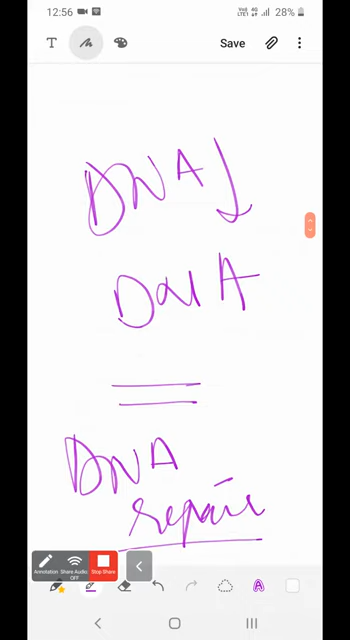 12:56 28%
T Save
DNA
DNA
DNA
repair
Annotation Share Audio OFF Stop Share